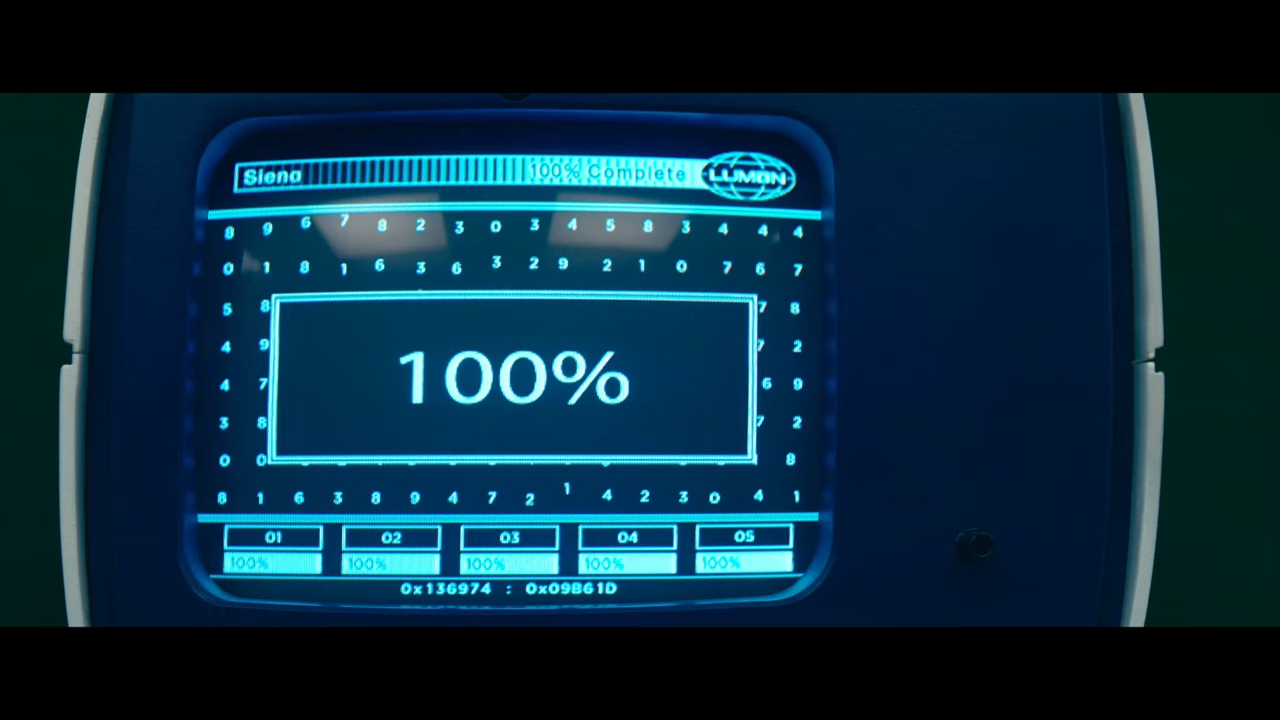 Siena 100% Complete LUMON
8 9 6 7 8 2 3 0 3 4 5 8 3 4 4 4
0 1 8 1 6 3 6 3 2 9 2 1 0 7 6 7
5 8 7 8
4 9 7 2
4 7 6 9
3 8 7 2
0 0 8
100%
8 1 6 3 8 9 4 7 2 1 4 2 3 0 4 1
01 02 03 04 05
100% 100% 100% 100% 100%
0x136974 : 0x09B61D